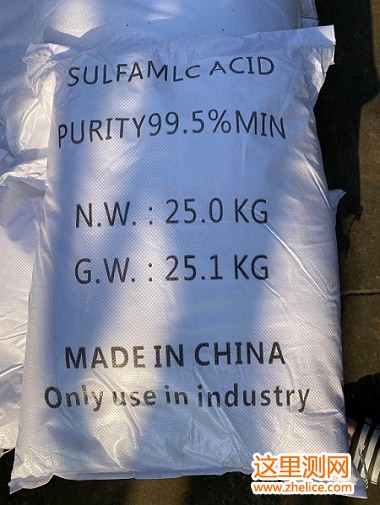 SULFAMLC ACID
PURITY99.5%MIN
N.W. : 25.0 KG
G.W. : 25.1 KG
MADE IN CHINA
Only use in industry
这里测网
www.zhelice.com